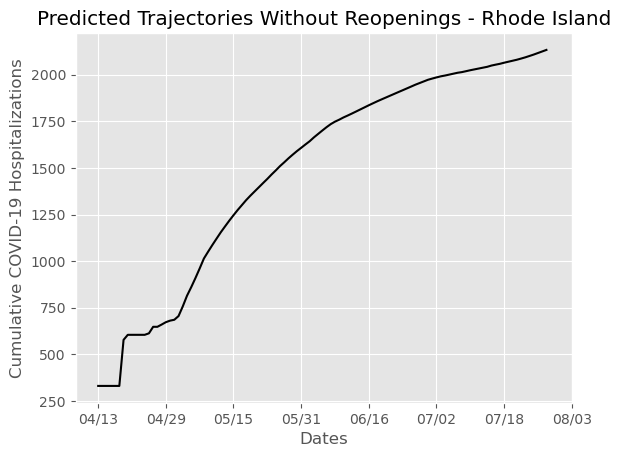 Predicted Trajectories Without Reopenings - Rhode Island
Cumulative COVID-19 Hospitalizations
2000
1750
1500
1250
1000
750
500
250
04/13 04/29 05/15 05/31 06/16 07/02 07/18 08/03
Dates